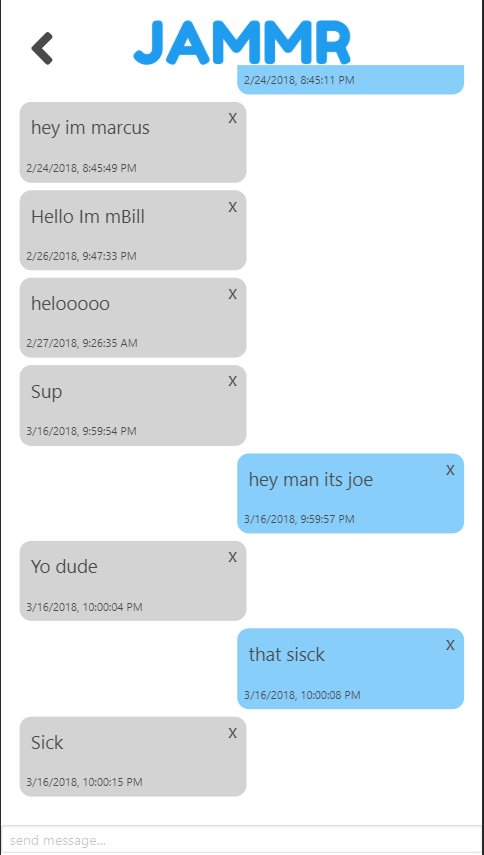 JAMMR
2/24/2018, 8:45:11 PM
x
hey im marcus
2/24/2018, 8:45:49 PM
x
Hello Im mBill
2/26/2018, 9:47:33 PM
x
helooooo
2/27/2018, 9:26:35 AM
x
Sup
3/16/2018, 9:59:54 PM
x
hey man its joe
3/16/2018, 9:59:57 PM
x
Yo dude
3/16/2018, 10:00:04 PM
x
that sisck
3/16/2018, 10:00:08 PM
x
Sick
3/16/2018, 10:00:15 PM
send message...